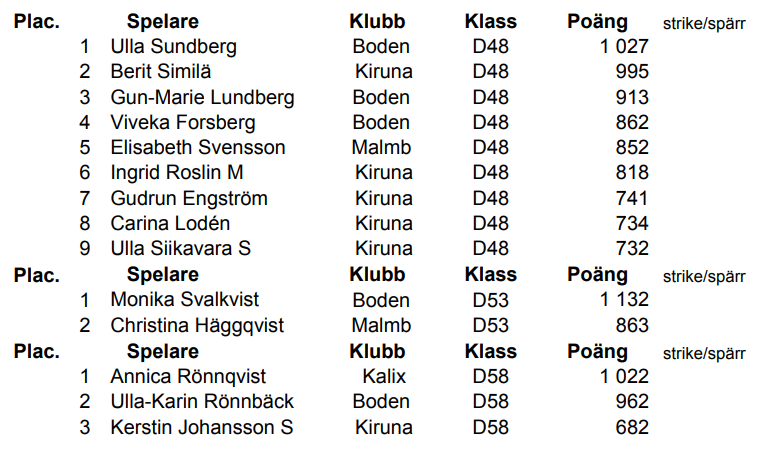 Plac. Spelare Klubb Klass Poäng strike/spärr
1 Ulla Sundberg Boden D48 1 027
2 Berit Similä Kiruna D48 995
3 Gun-Marie Lundberg Boden D48 913
4 Viveka Forsberg Boden D48 862
5 Elisabeth Svensson Malmb D48 852
6 Ingrid Roslin M Kiruna D48 818
7 Gudrun Engström Kiruna D48 741
8 Carina Lodén Kiruna D48 734
9 Ulla Siikavara S Kiruna D48 732
Plac. Spelare Klubb Klass Poäng strike/spärr
1 Monika Svalkvist Boden D53 1 132
2 Christina Häggqvist Malmb D53 863
Plac. Spelare Klubb Klass Poäng strike/spärr
1 Annica Rönnqvist Kalix D58 1 022
2 Ulla-Karin Rönnbäck Boden D58 962
3 Kerstin Johansson S Kiruna D58 682